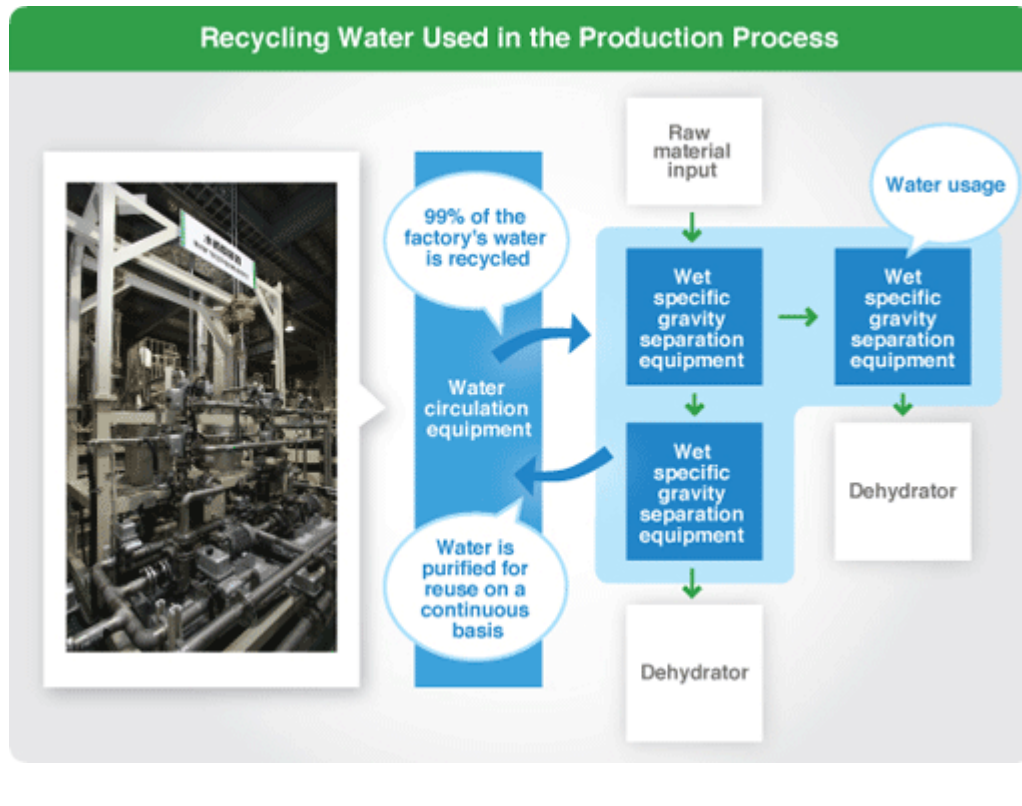 Recycling Water Used in the Production Process
Raw
material
input
Water usage
99% of the
factory's water
is recycled
Wet
specific
gravity
separation
equipment
Wet
specific
gravity
separation
equipment
Water
circulation
equipment
Wet
specific
gravity
separation
equipment
Dehydrator
Water is
purified for
reuse on a
continuous
basis
Dehydrator